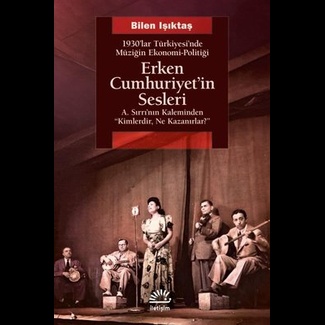 Bilen Işıktaş
1930'lar Türkiyesi'nde
Müziğin Ekonomi-Politiği
Erken
Cumhuriyet'in
Sesleri
A. Sırrı'nın Kaleminden
"Kimlerdir, Ne Kazanırlar?"
iletişim